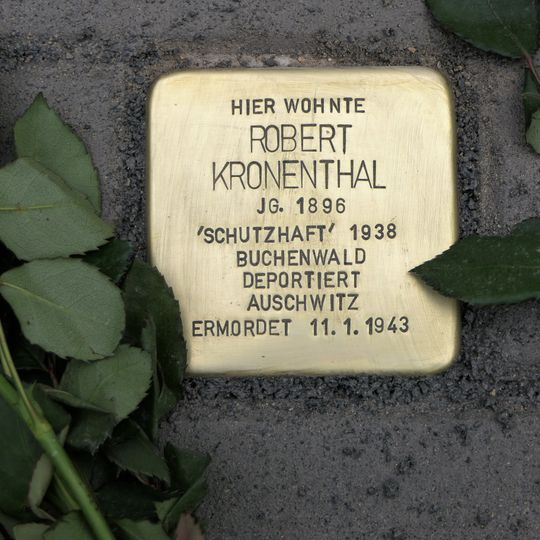 HIER WOHNTE
ROBERT
KRONENTHAL
JG. 1896
'SCHUTZHAFT' 1938
BUCHENWALD
DEPORTIERT
AUSCHWITZ
ERMORDET 11.1.1943